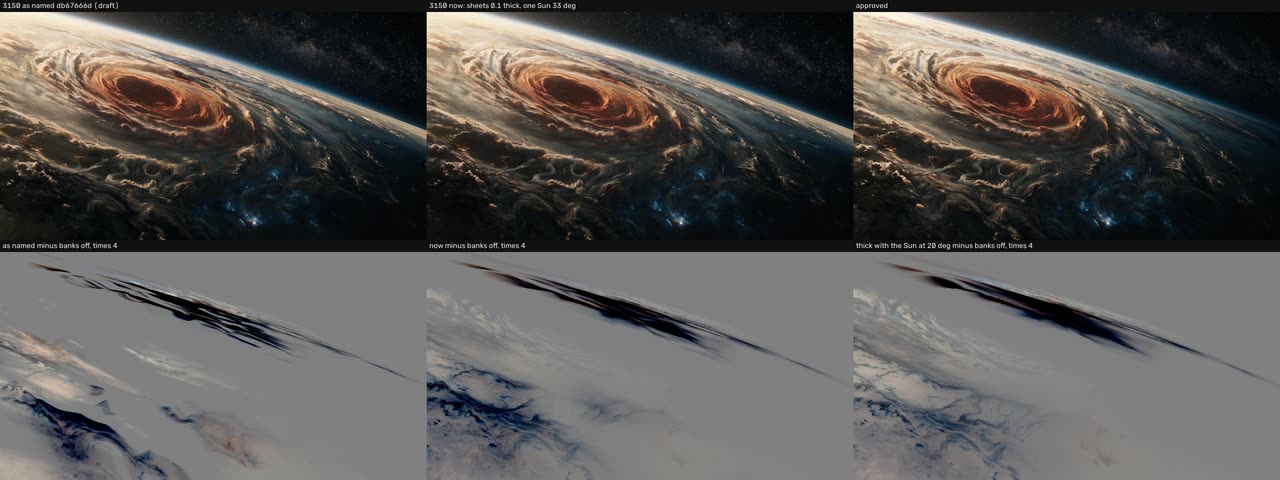 3150 as named db67666d (draft)
3150 now: sheets 0.1 thick, one Sun 33 deg
approved
as named minus banks off, times 4
now minus banks off, times 4
thick with the Sun at 20 deg minus banks off, times 4